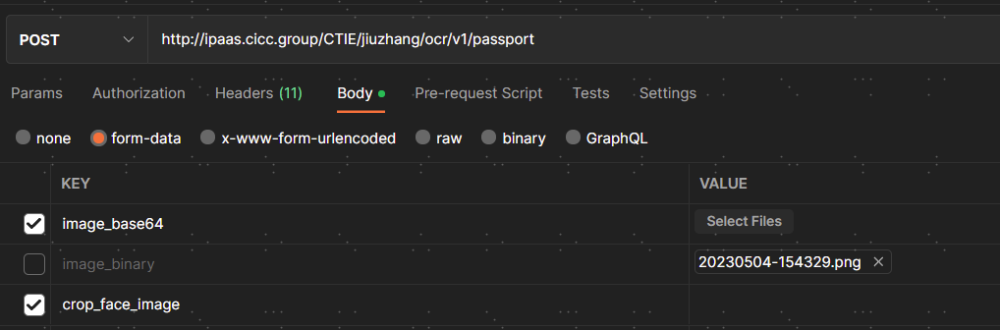 POST http://ipaas.cicc.group/CTIE/jiuzhang/ocr/v1/passport
Params Authorization Headers (11) Body Pre-request Script Tests Settings
none form-data x-www-form-urlencoded raw binary GraphQL
KEY VALUE
image_base64 Select Files
image_binary 20230504-154329.png
crop_face_image